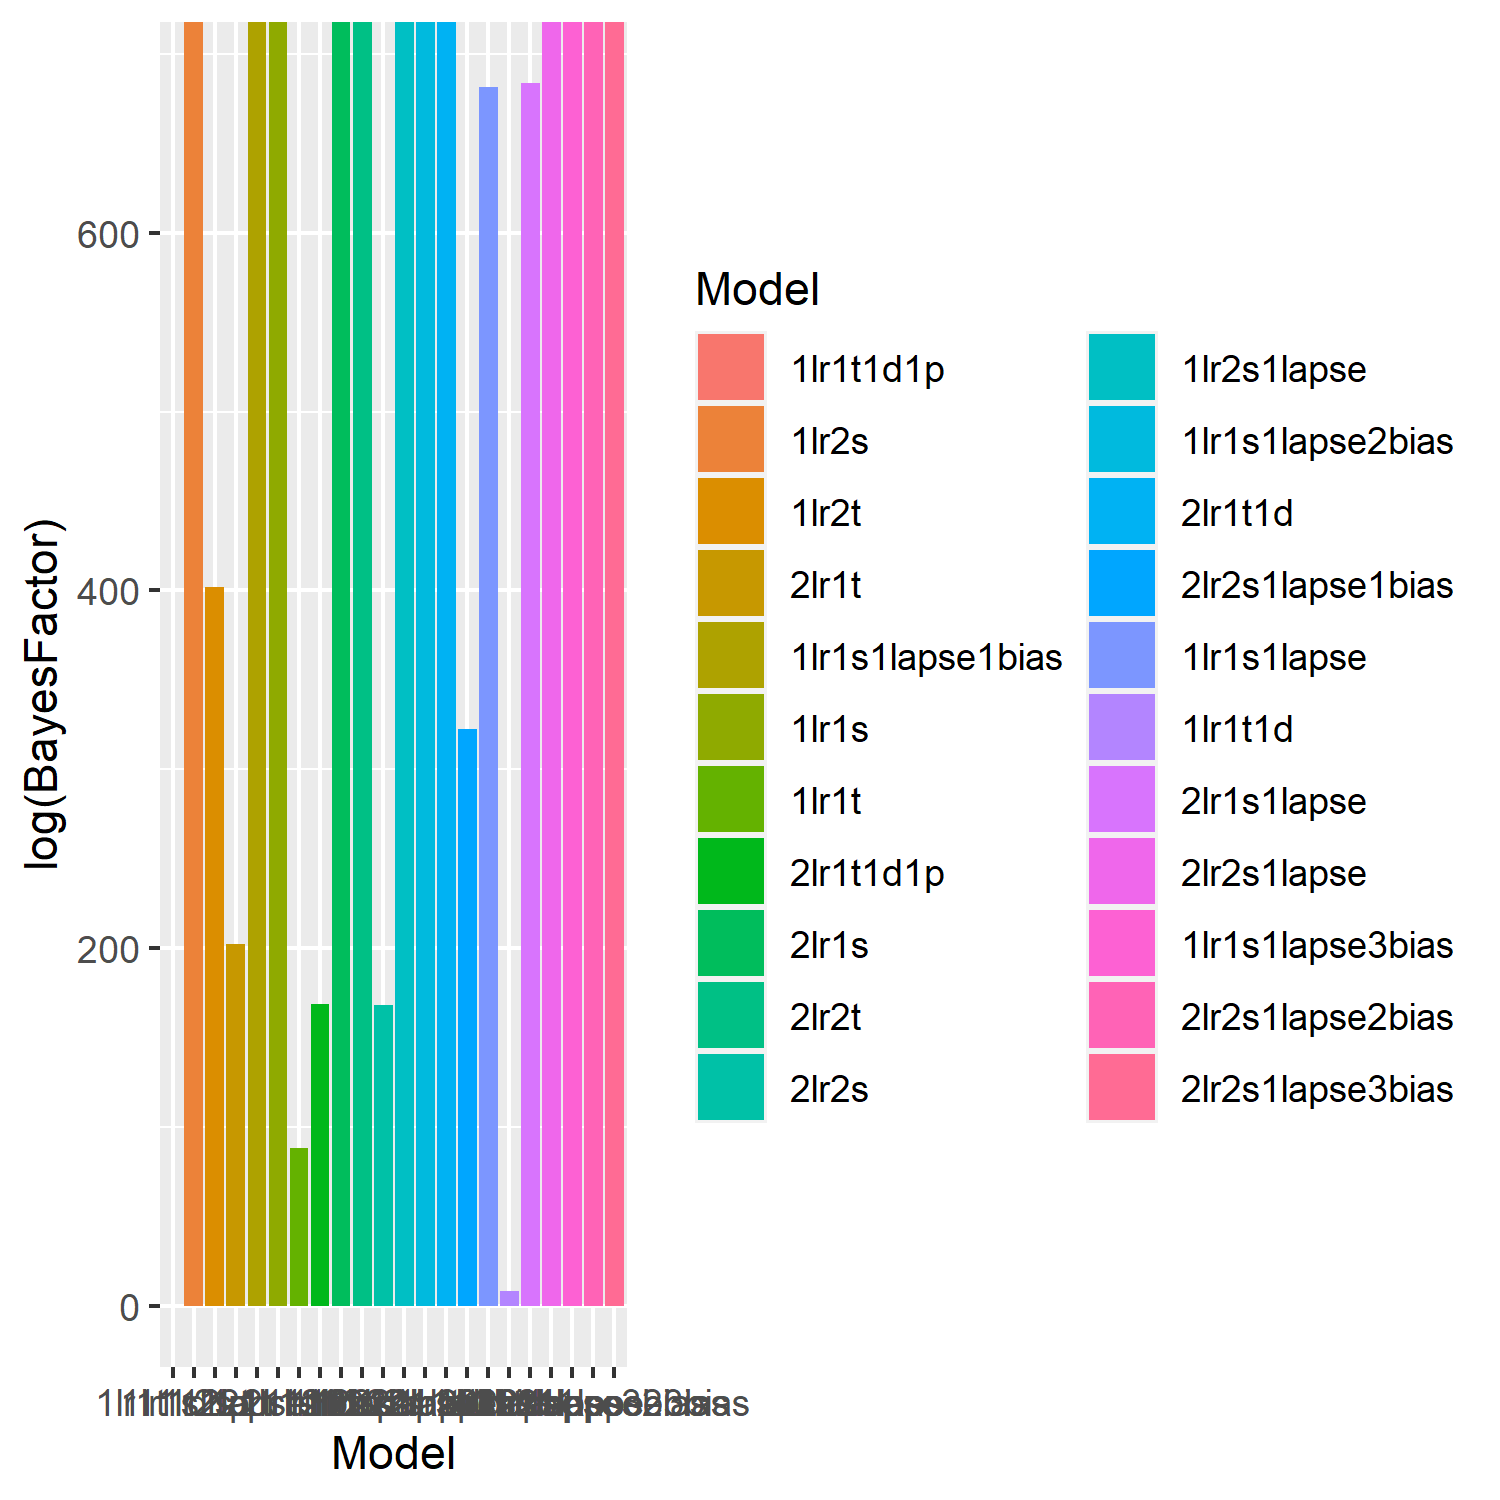 600
400
200
0
log(BayesFactor)
Model
Model
1lr1t1d1p
1lr2s
1lr2t
2lr1t
1lr1s1lapse1bias
1lr1s
1lr1t
2lr1t1d1p
2lr1s
2lr2t
2lr2s
1lr2s1lapse
1lr1s1lapse2bias
2lr1t1d
2lr2s1lapse1bias
1lr1s1lapse
1lr1t1d
2lr1s1lapse
2lr2s1lapse
1lr1s1lapse3bias
2lr2s1lapse2bias
2lr2s1lapse3bias